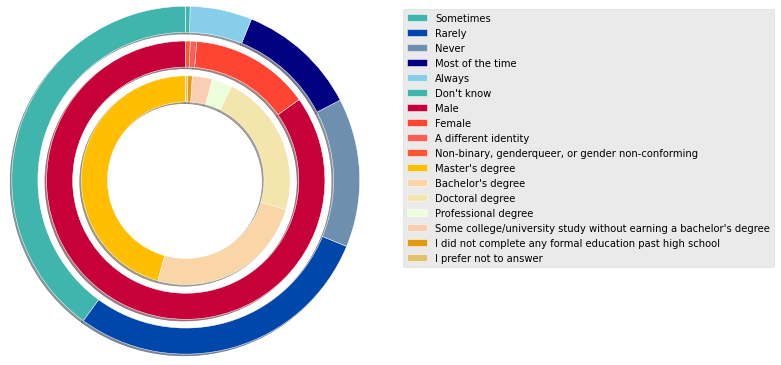 Sometimes
Rarely
Never
Most of the time
Always
Don't know
Male
Female
A different identity
Non-binary, genderqueer, or gender non-conforming
Master's degree
Bachelor's degree
Doctoral degree
Professional degree
Some college/university study without earning a bachelor's degree
I did not complete any formal education past high school
I prefer not to answer